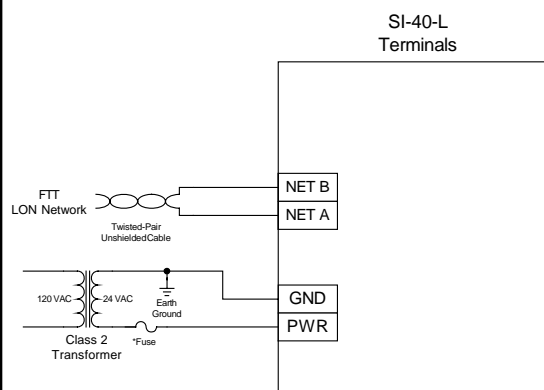 SI-40-L
Terminals
NET B
NET A
FTT
LON Network
Twisted-Pair
UnshieldedCable
GND
PWR
120 VAC
24 VAC
Earth
Ground
*Fuse
Class 2
Transformer